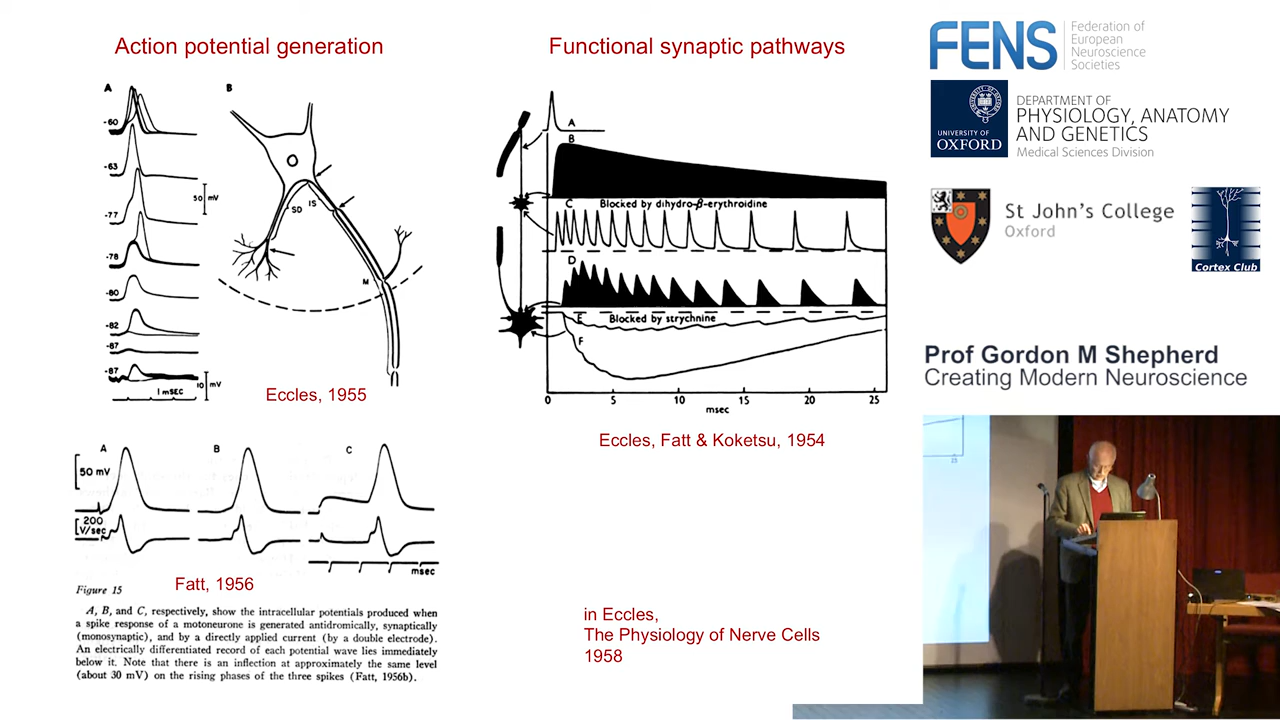 Action potential generation
A
B
-60
-63
50 mV
-77
-78
-80
-82
-87
-87
10 mV
1 mSEC
SD
IS
M
Eccles, 1955
A
B
C
50 mV
200
V/sec
msec
Fatt, 1956
Figure 15
A, B, and C, respectively, show the intracellular potentials produced when
a spike response of a motoneurone is generated antidromically, synaptically
(monosynaptic), and by a directly applied current (by a double electrode).
An electrically differentiated record of each potential wave lies immediately
below it. Note that there is an inflection at approximately the same level
(about 30 mV) on the rising phases of the three spikes (Fatt, 1956b).
Functional synaptic pathways
A
B
C Blocked by dihydro-β-erythroidine
D
E Blocked by strychnine
F
0 5 10 15 20 25
msec
Eccles, Fatt & Koketsu, 1954
in Eccles,
The Physiology of Nerve Cells
1958
FENS
Federation of
European
Neuroscience
Societies
UNIVERSITY OF
OXFORD
DEPARTMENT OF
PHYSIOLOGY, ANATOMY
AND GENETICS
Medical Sciences Division
St John's College
Oxford
Cortex Club
Prof Gordon M Shepherd
Creating Modern Neuroscience
25